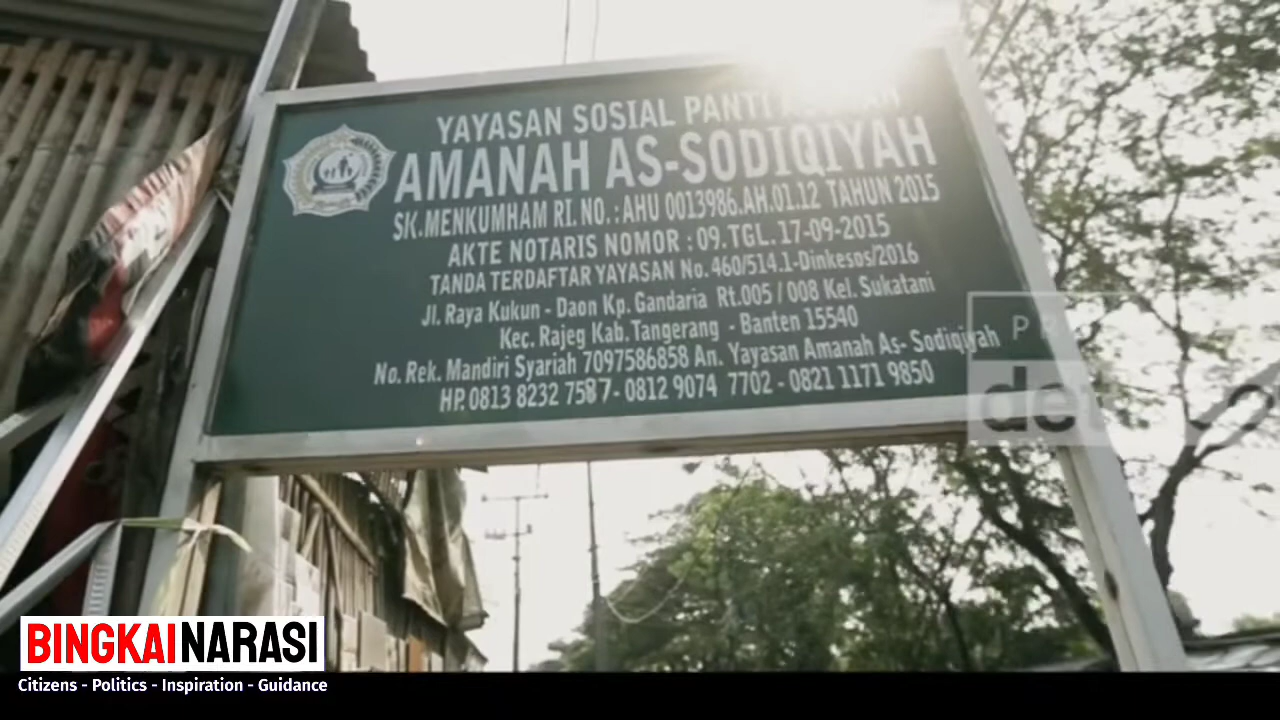 YAYASAN SOSIAL PANTI
AMANAH AS-SODIQIYAH
SK.MENKUMHAM RI. NO. : AHU 0013986.AH.01.12 TAHUN 2015
AKTE NOTARIS NOMOR : 09.TGL. 17-09-2015
TANDA TERDAFTAR YAYASAN No. 460/514.1-Dinkesos/2016
Jl. Raya Kukun - Daon Kp. Gandaria Rt.005 / 008 Kel. Sukatani
Kec. Rajeg Kab. Tangerang - Banten 15540
No. Rek. Mandiri Syariah 7097586858 An. Yayasan Amanah As- Sodiqiyah
HP. 0813 8232 7587 - 0812 9074 7702 - 0821 1171 9850
BINGKAINARASI
Citizens - Politics - Inspiration - Guidance